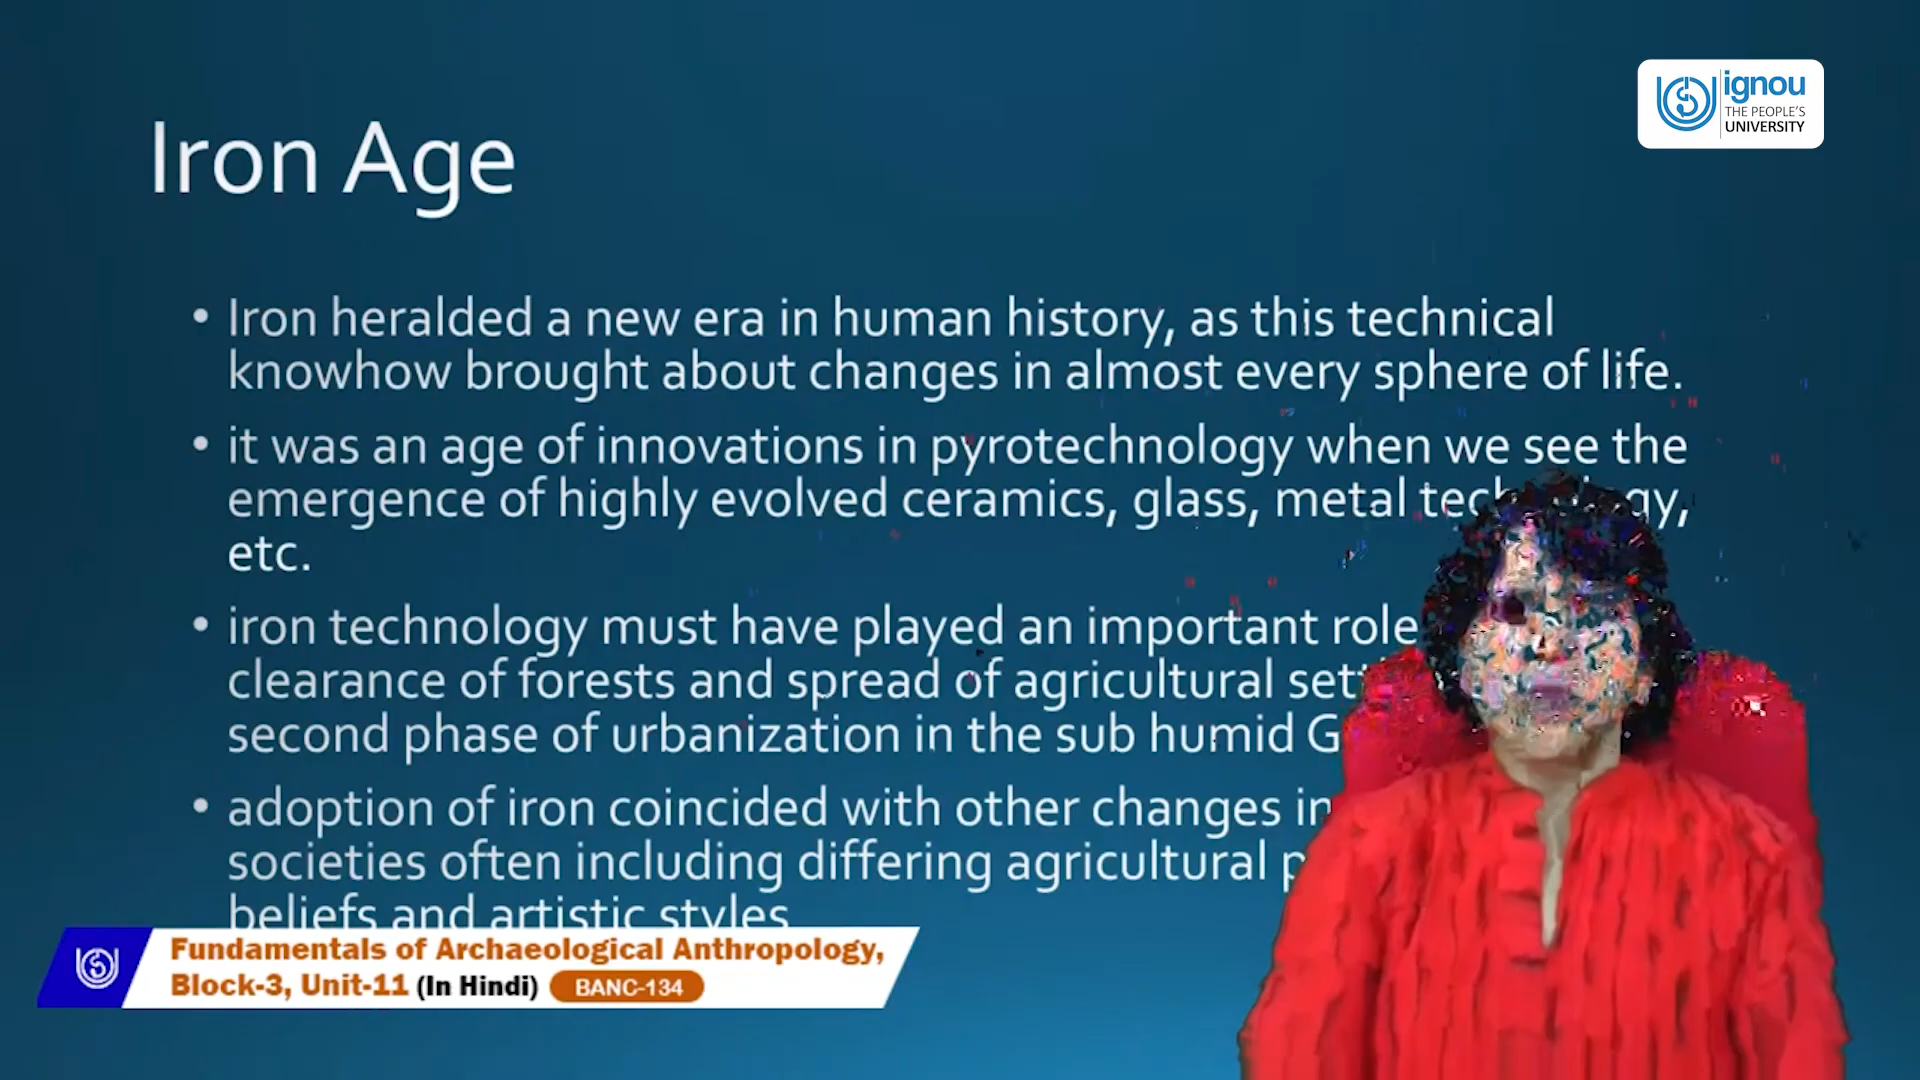 ignou
THE PEOPLE'S
UNIVERSITY
Iron Age
• Iron heralded a new era in human history, as this technical
knowhow brought about changes in almost every sphere of life.
• it was an age of innovations in pyrotechnology when we see the
emergence of highly evolved ceramics, glass, metal
etc.
• iron technology must have played an important role
clearance of forests and spread of agricultural
second phase of urbanization in the sub humid
• adoption of iron coincided with other changes in
societies often including differing agricultural
beliefs and artistic styles
Fundamentals of Archaeological Anthropology,
Block-3, Unit-11 (In Hindi) BANC-134